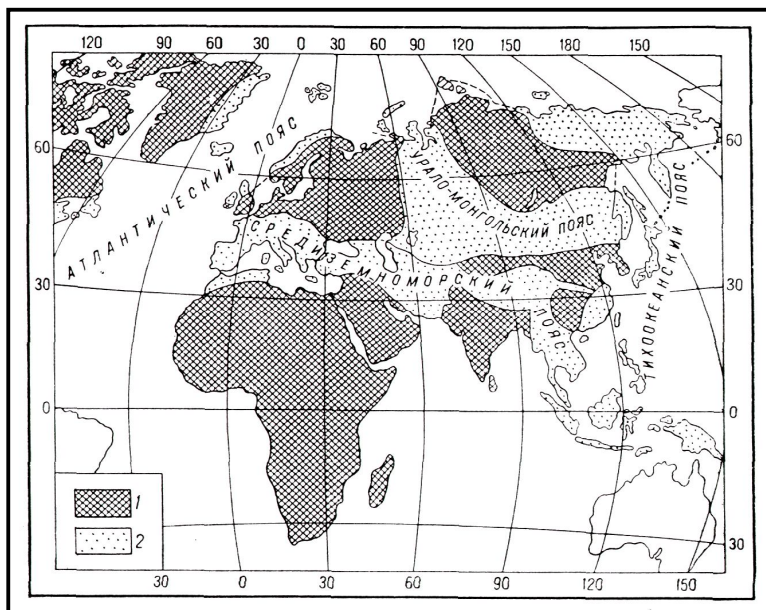 120 90 60 30 0 30 60 90 120 150 180 150
60 60
30 30
0 0
30
30 0 30 60 90 120 150
АТЛАНТИЧЕСКИЙ ПОЯС
УРАЛО-МОНГОЛЬСКИЙ ПОЯС
СРЕДИЗЕМНОМОРСКИЙ ПОЯС
ТИХООКЕАНСКИЙ ПОЯС
1
2